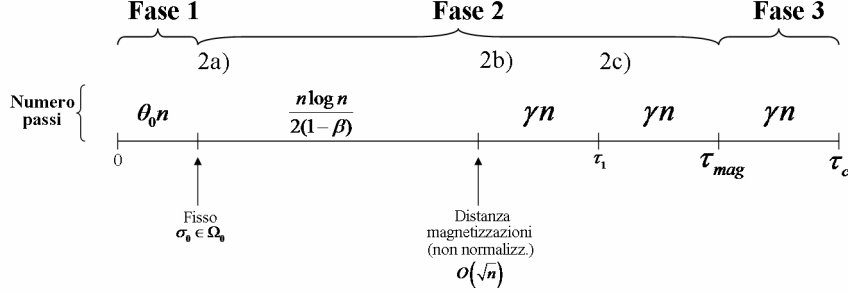 Fase 1 Fase 2 Fase 3
2a) 2b) 2c)
Numero
passi
θ₀n n log n / 2(1 − β) γn γn γn
0 τ₁ τ_mag τ_c
Fisso
σ₀ ∈ Ω₀
Distanza
magnetizzazioni
(non normalizz.)
O(√n)